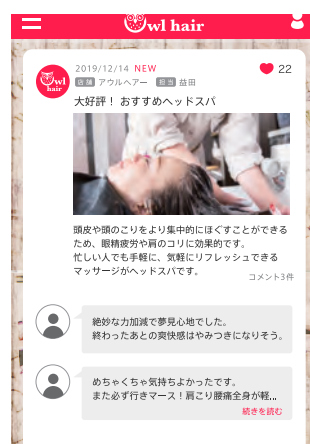 Owl hair
2019/12/14 NEW
22
Owl
hair
店舗 アウルヘアー 担当 益田
大好評！ おすすめヘッドスパ
頭皮や頭のこりをより集中的にほぐすことができる
ため、眼精疲労や肩のコリに効果的です。
忙しい人でも手軽に、気軽にリフレッシュできる
マッサージがヘッドスパです。
コメント3件
絶妙な力加減で夢見心地でした。
終わったあとの爽快感はやみつきになりそう。
めちゃくちゃ気持ちよかったです。
また必ず行きマース！肩こり腰痛全身が軽...
続きを読む